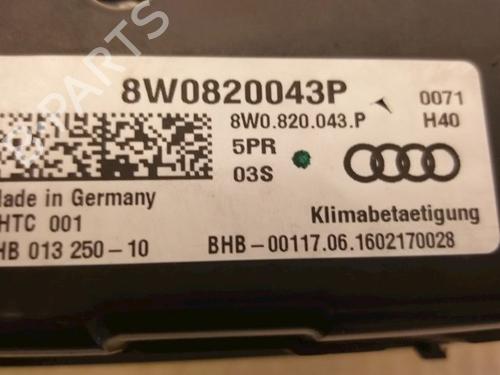 8W0820043P
0071
8W0.820.043.P
H40
5PR
03S
Made in Germany
HTC 001
Klimabetaetigung
HB 013 250-10
BHB-00117.06.1602170028